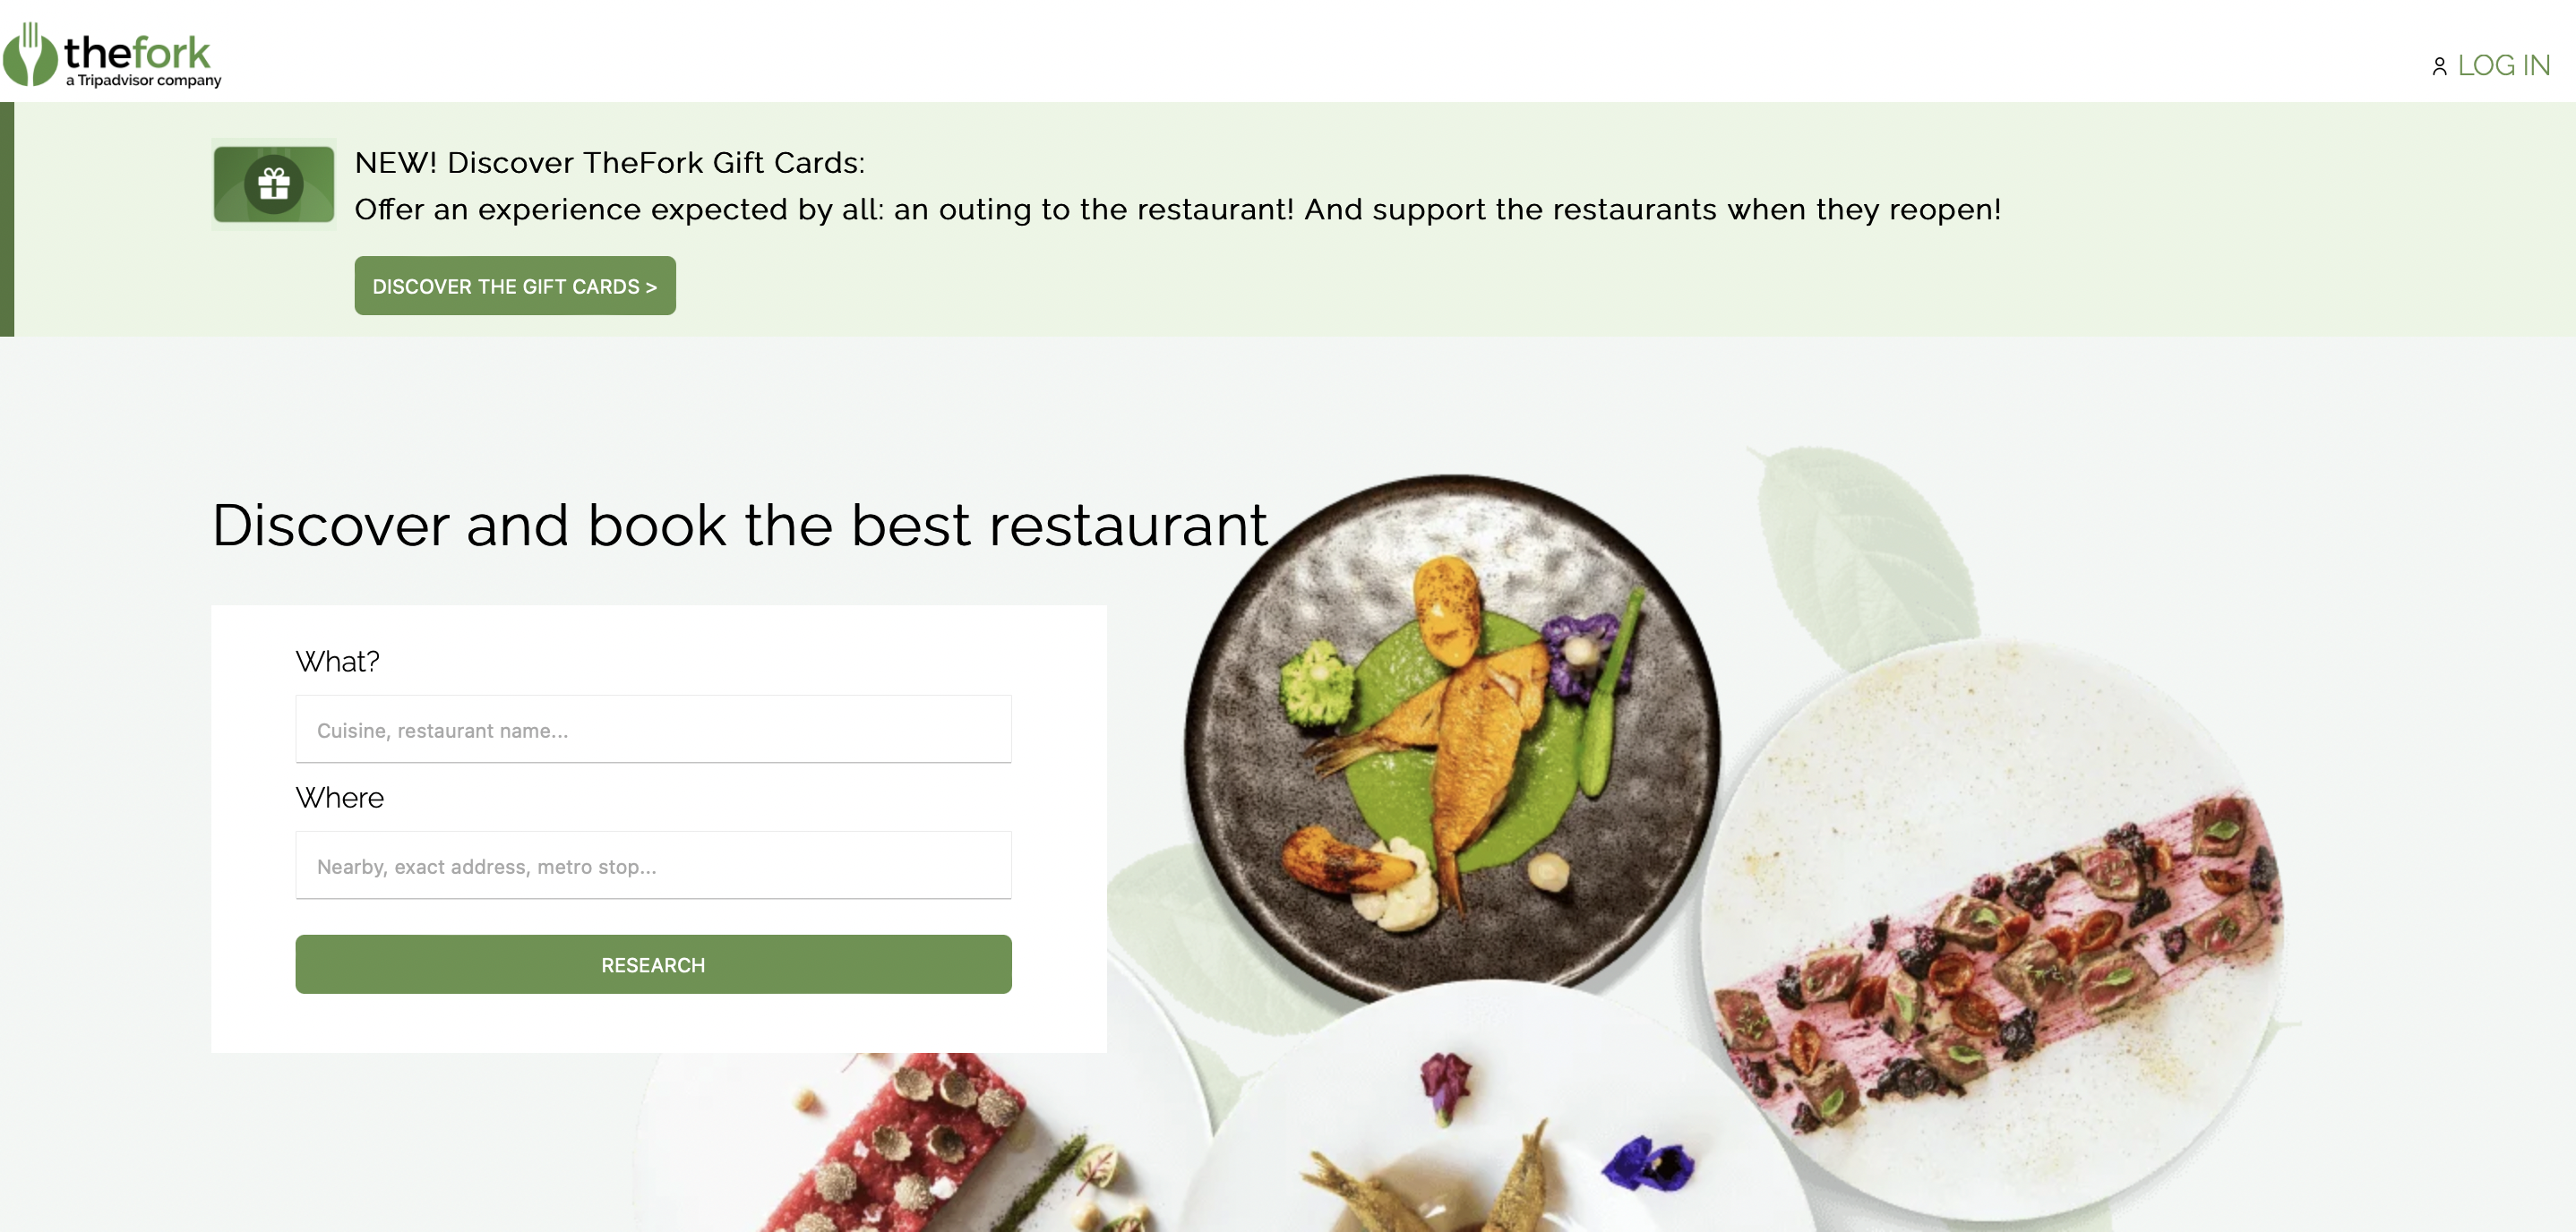 thefork
a Tripadvisor company
LOG IN
NEW! Discover TheFork Gift Cards:
Offer an experience expected by all: an outing to the restaurant! And support the restaurants when they reopen!
DISCOVER THE GIFT CARDS >
Discover and book the best restaurant
What?
Cuisine, restaurant name...
Where
Nearby, exact address, metro stop...
RESEARCH